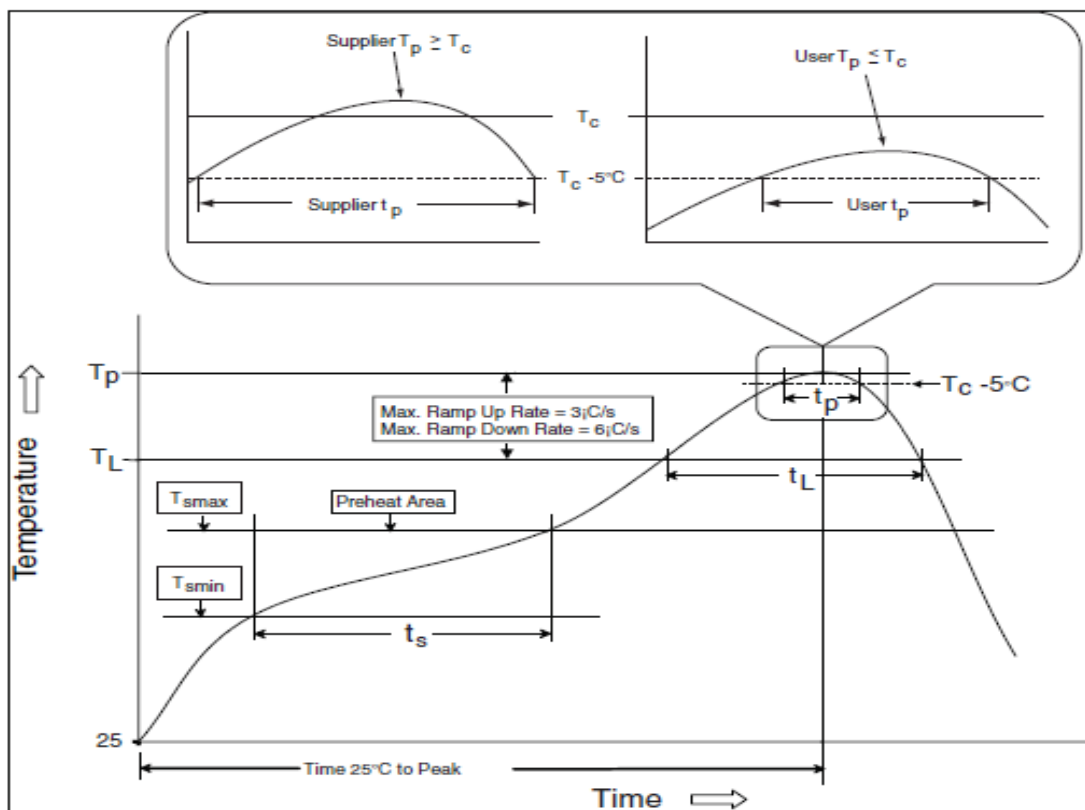 Supplier Tp ≥ Tc
User Tp ≤ Tc
Tc
Tc -5°C
Supplier tp
User tp
Tp
Tc -5°C
tp
Max. Ramp Up Rate = 3¡C/s
Max. Ramp Down Rate = 6¡C/s
TL
tL
Tsmax
Preheat Area
Tsmin
ts
Temperature
25
Time 25°C to Peak
Time